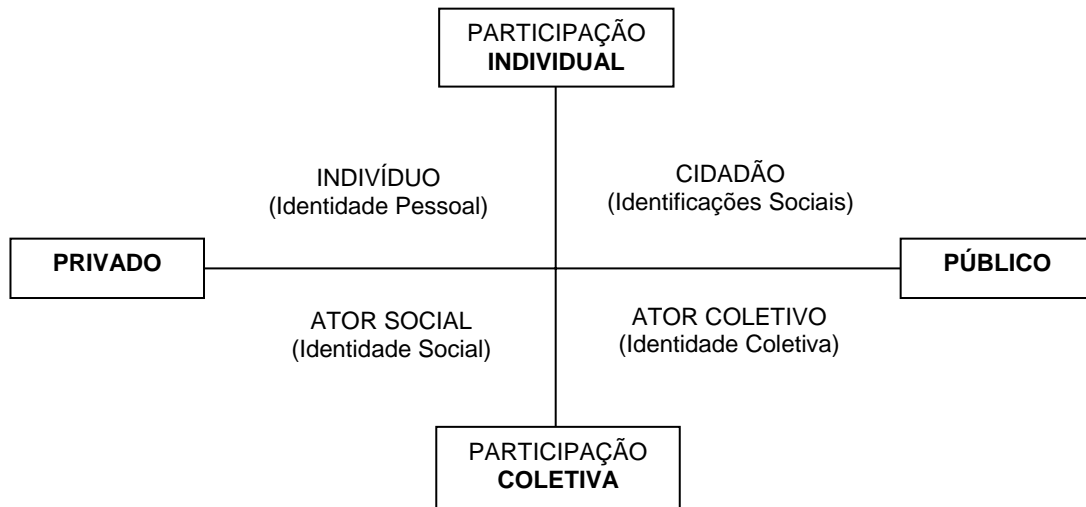 PARTICIPAÇÃO
INDIVIDUAL
INDIVÍDUO
(Identidade Pessoal)
CIDADÃO
(Identificações Sociais)
PRIVADO
PÚBLICO
ATOR SOCIAL
(Identidade Social)
ATOR COLETIVO
(Identidade Coletiva)
PARTICIPAÇÃO
COLETIVA